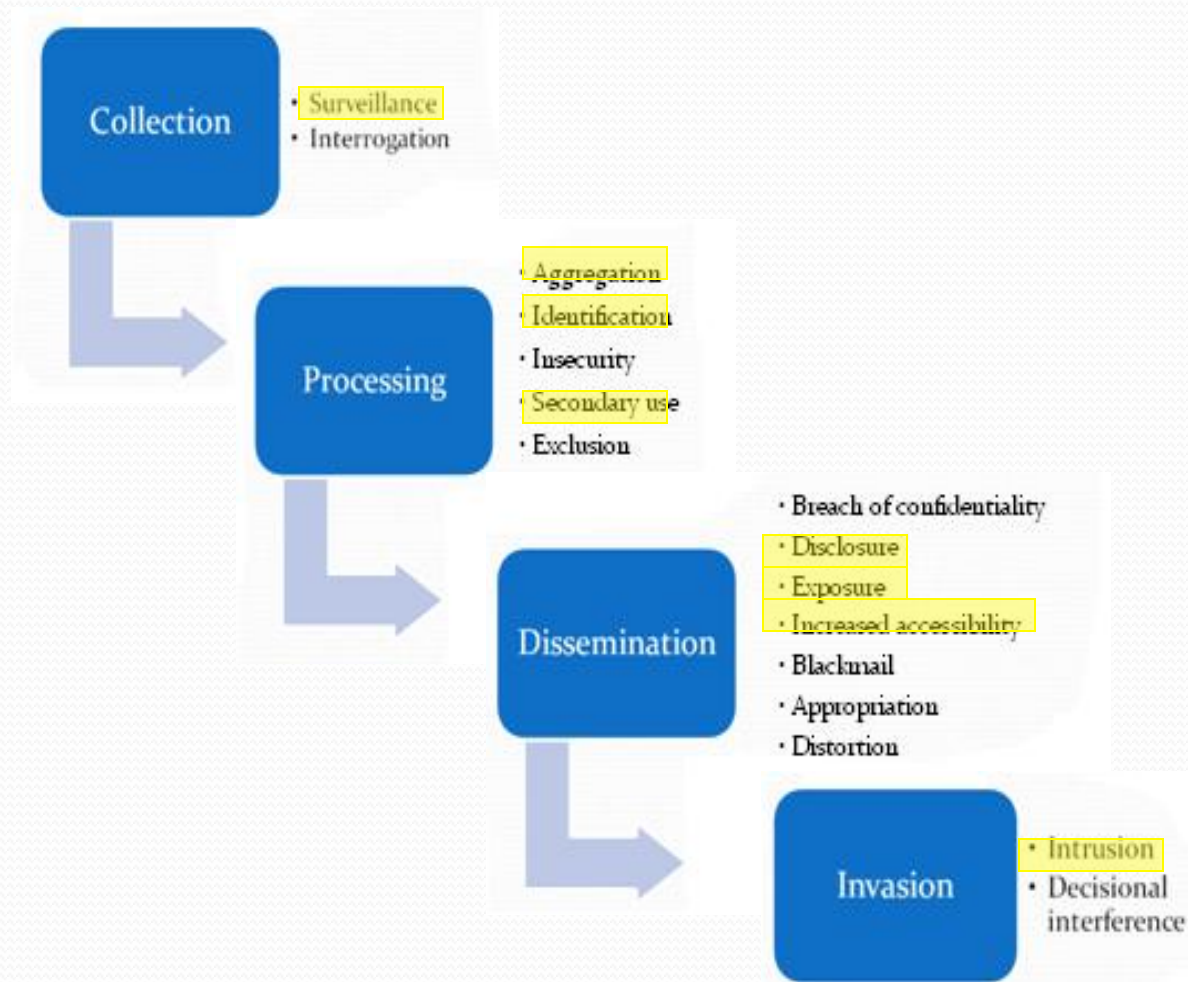 Collection
• Surveillance
• Interrogation
Processing
• Aggregation
• Identification
• Insecurity
• Secondary use
• Exclusion
Dissemination
• Breach of confidentiality
• Disclosure
• Exposure
• Increased accessibility
• Blackmail
• Appropriation
• Distortion
Invasion
• Intrusion
• Decisional
interference